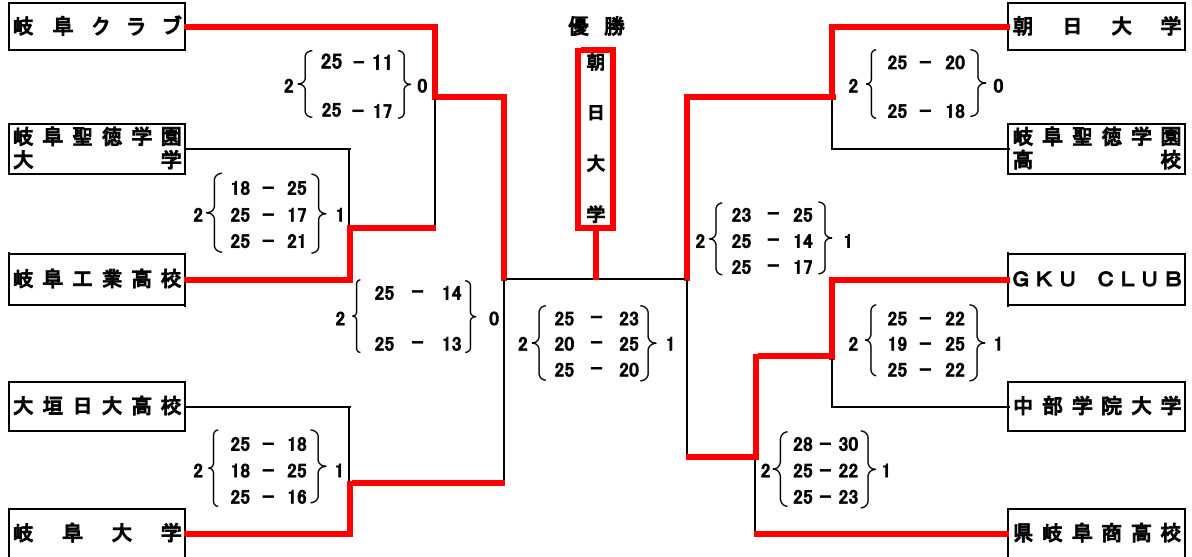 岐阜クラブ
優勝
朝日大学
朝日大学
25 － 11
2 0
25 － 17
25 － 20
2 0
25 － 18
岐阜聖徳学園
大学
岐阜聖徳学園
高校
18 － 25
2 25 － 17 1
25 － 21
23 － 25
2 25 － 14 1
25 － 17
岐阜工業高校
GKU CLUB
25 － 14
2 0
25 － 13
25 － 23
2 20 － 25 1
25 － 20
25 － 22
2 19 － 25 1
25 － 22
大垣日大高校
中部学院大学
25 － 18
2 18 － 25 1
25 － 16
28－30
2 25－22 1
25－23
岐阜大学
県岐阜商高校